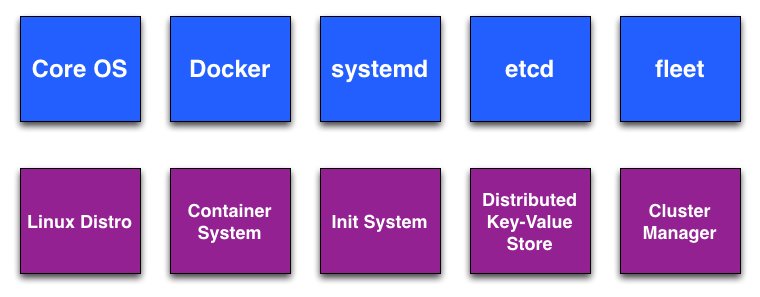 Core OS
Docker
systemd
etcd
fleet
Linux Distro
Container
System
Init System
Distributed
Key-Value
Store
Cluster
Manager